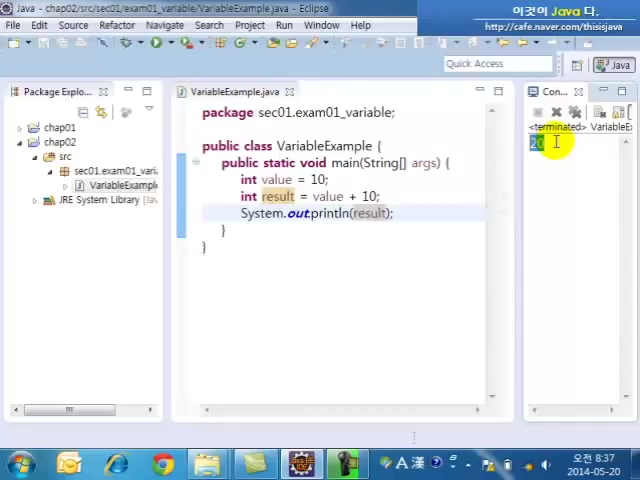 Java - chap02/src/sec01/exam01_variable/VariableExample.java - Eclipse
이것이 Java 다.
http://cafe.naver.com/thisisjava
File Edit Source Refactor Navigate Search Project Run Window Help
Quick Access
Java
Package Explo
VariableExample.java
Con
<terminated> VariableEx
chap01
chap02
src
sec01.exam01_varia
VariableExample
JRE System Library [Java
package sec01.exam01_variable;
public class VariableExample {
public static void main(String[] args) {
int value = 10;
int result = value + 10;
System.out.println(result);
}
}
20
A 漢
오전 8:37
2014-05-20